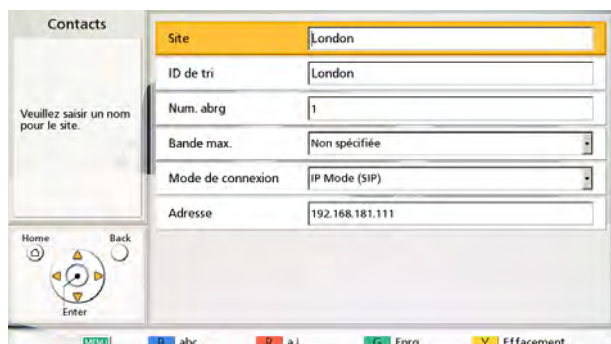 Contacts
Veuillez saisir un nom
pour le site.
Site London
ID de tri London
Num. abrg 1
Bande max. Non spécifiée
Mode de connexion IP Mode (SIP)
Adresse 192.168.181.111
Home Back
Enter
MENU B abc R a.i G Enrg Y Effacement